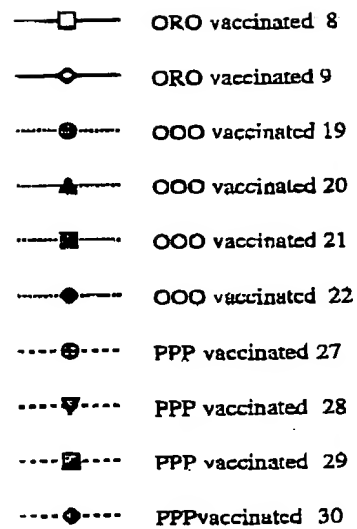 ORO vaccinated 8
ORO vaccinated 9
OOO vaccinated 19
OOO vaccinated 20
OOO vaccinated 21
OOO vaccinated 22
PPP vaccinated 27
PPP vaccinated 28
PPP vaccinated 29
PPPvaccinated 30